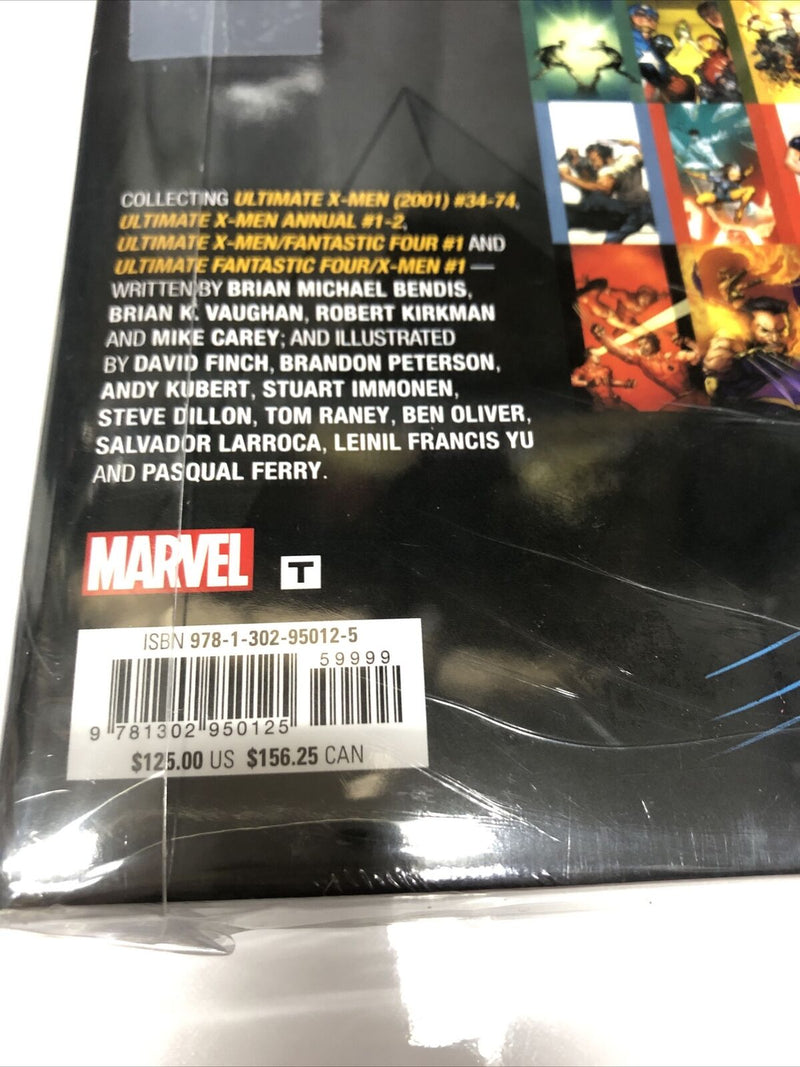 COLLECTING ULTIMATE X-MEN (2001) #34-74,
ULTIMATE X-MEN ANNUAL #1-2,
ULTIMATE X-MEN/FANTASTIC FOUR #1 AND
ULTIMATE FANTASTIC FOUR/X-MEN #1 —
WRITTEN BY BRIAN MICHAEL BENDIS,
BRIAN K. VAUGHAN, ROBERT KIRKMAN
AND MIKE CAREY; AND ILLUSTRATED
BY DAVID FINCH, BRANDON PETERSON,
ANDY KUBERT, STUART IMMONEN,
STEVE DILLON, TOM RANEY, BEN OLIVER,
SALVADOR LARROCA, LEINIL FRANCIS YU
AND PASQUAL FERRY.
MARVEL T
ISBN 978-1-302-95012-5
59999
9 781302 950125
$125.00 US $156.25 CAN